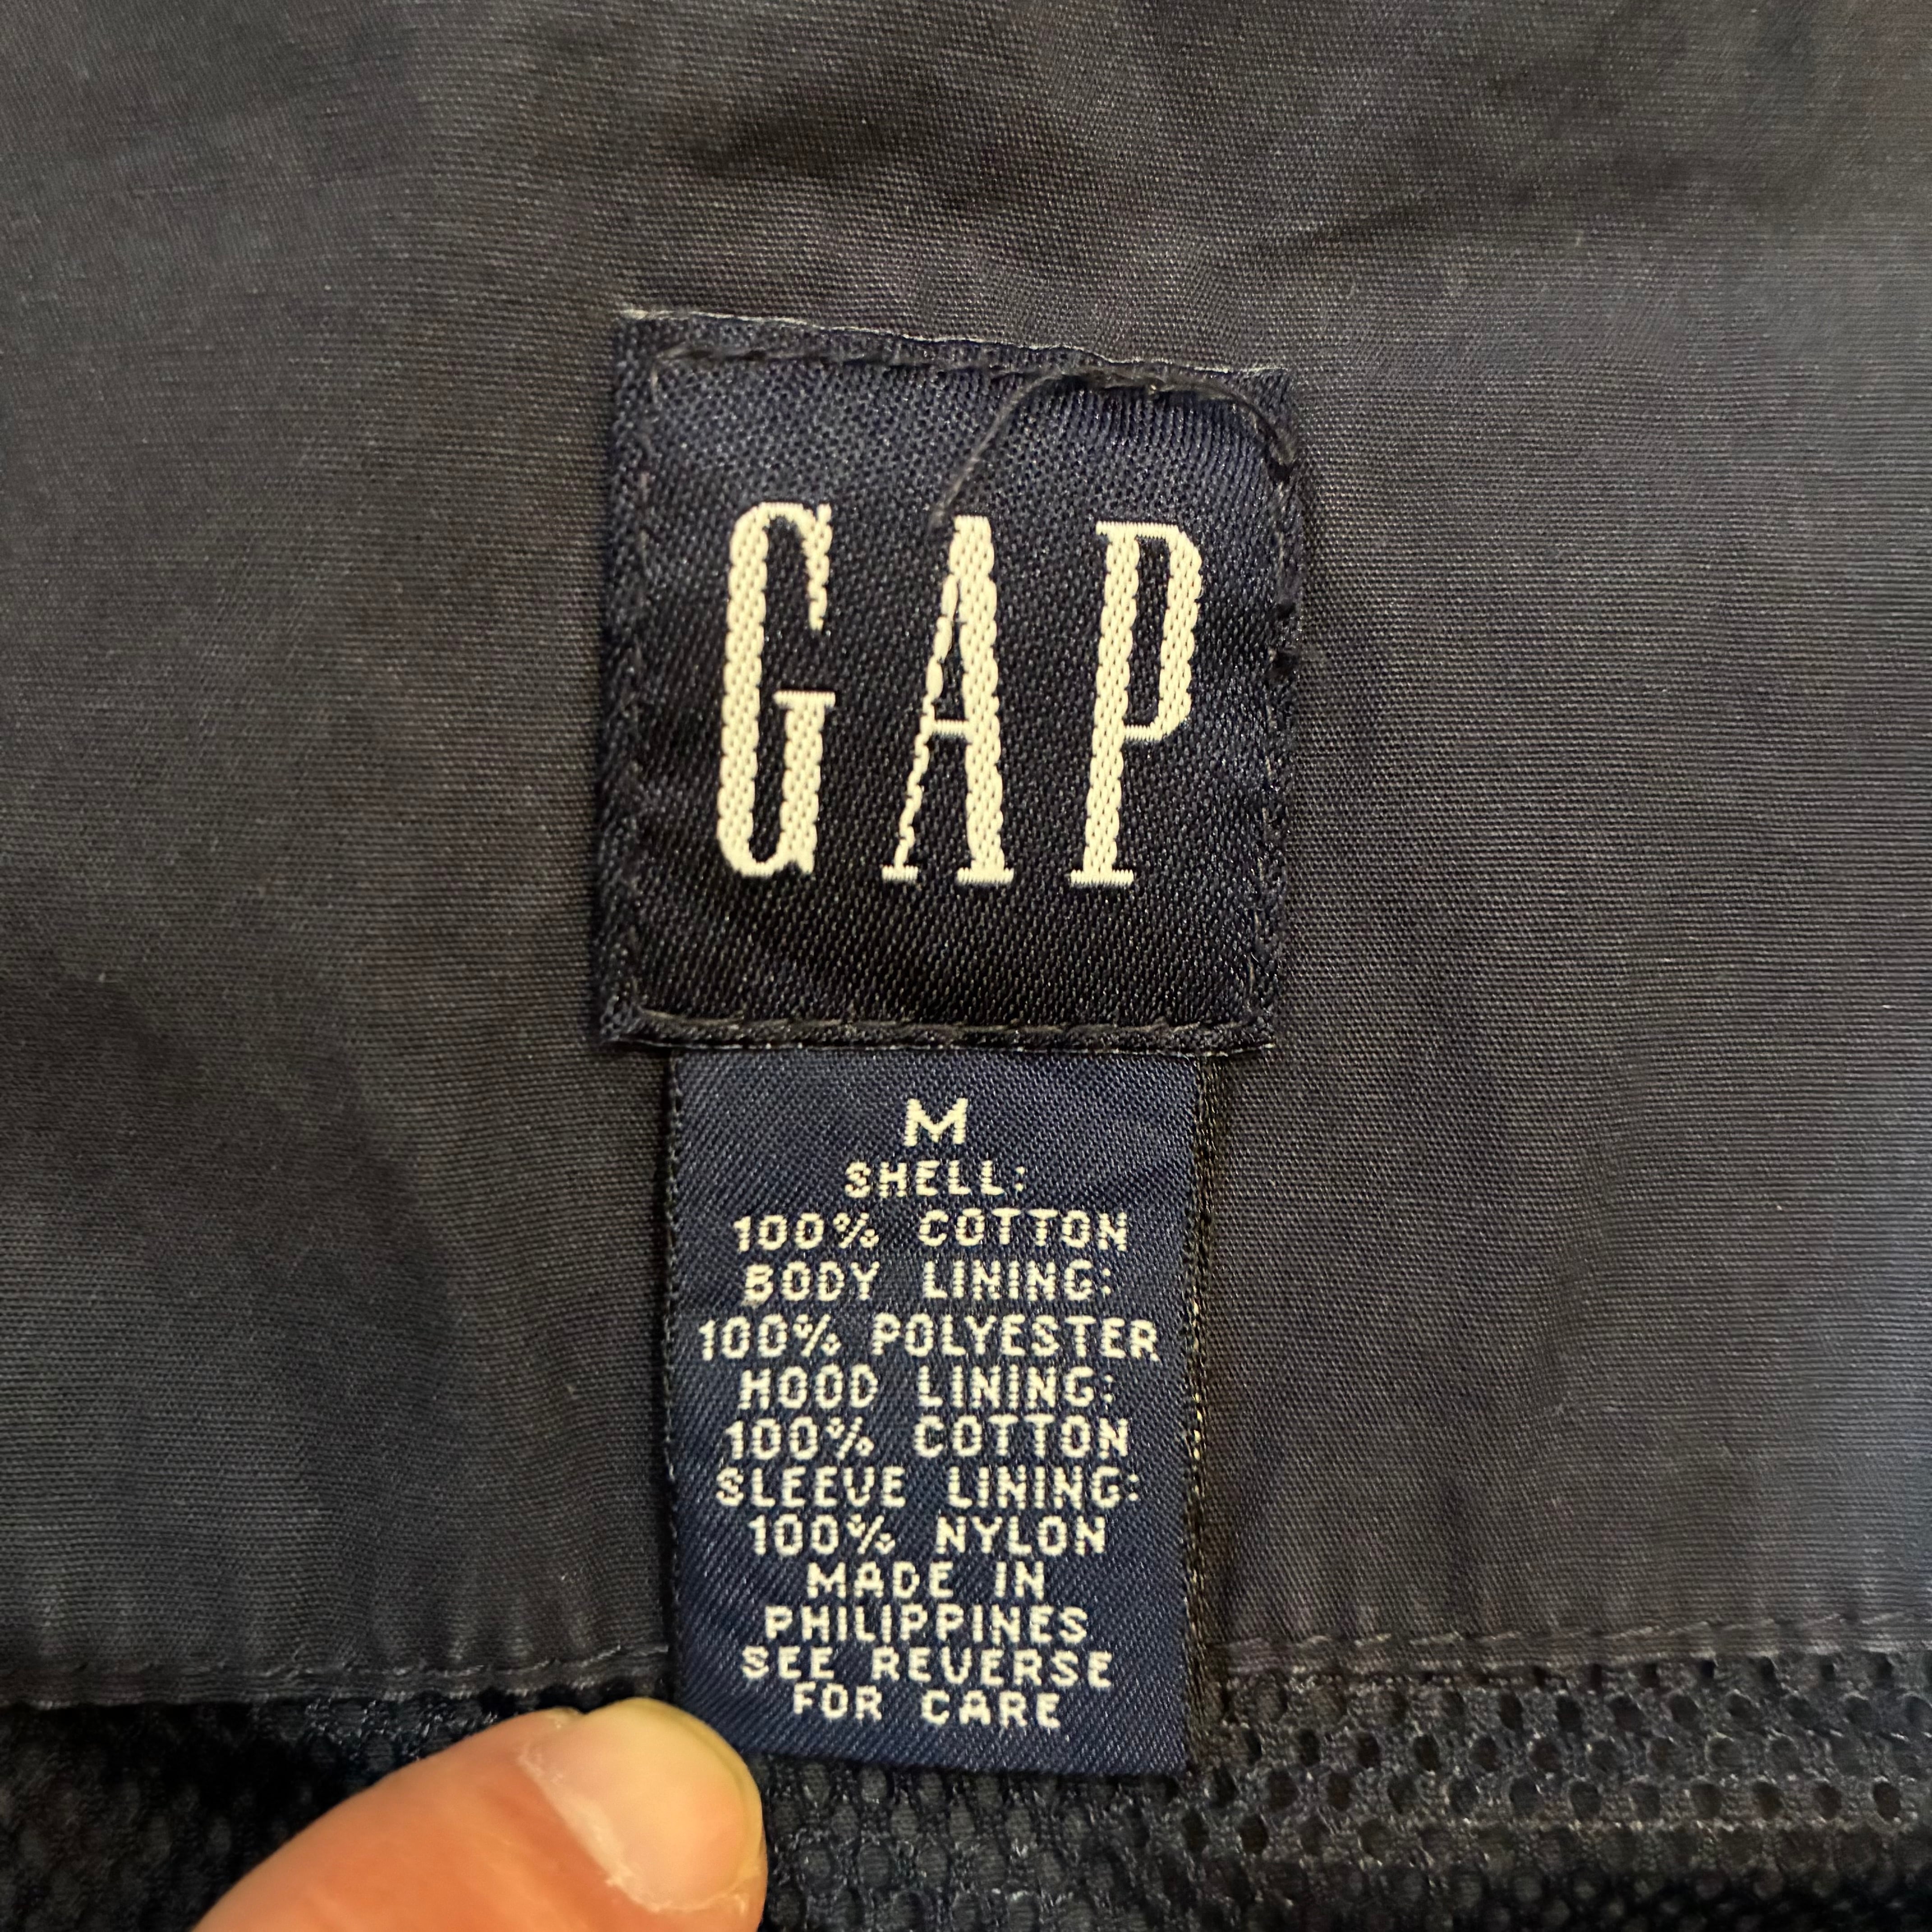 GAP
M
SHELL:
100% COTTON
BODY LINING:
100% POLYESTER
HOOD LINING:
100% COTTON
SLEEVE LINING:
100% NYLON
MADE IN
PHILIPPINES
SEE REVERSE
FOR CARE